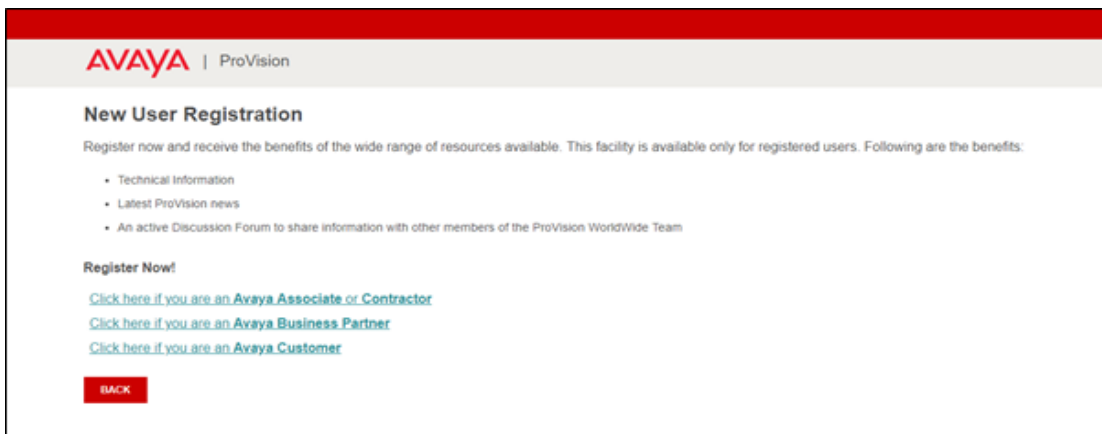 AVAYA | ProVision
New User Registration
Register now and receive the benefits of the wide range of resources available. This facility is available only for registered users. Following are the benefits:
• Technical Information
• Latest ProVision news
• An active Discussion Forum to share information with other members of the ProVision WorldWide Team
Register Now!
Click here if you are an Avaya Associate or Contractor
Click here if you are an Avaya Business Partner
Click here if you are an Avaya Customer
BACK